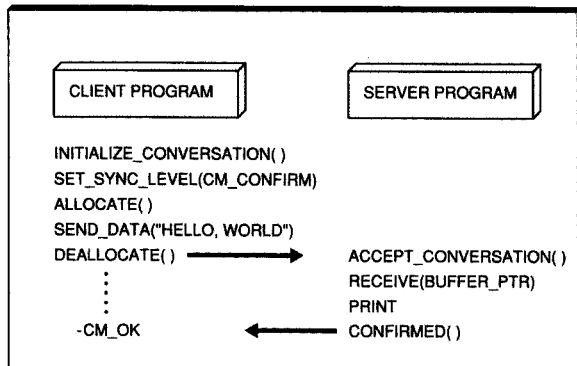 CLIENT PROGRAM
SERVER PROGRAM
INITIALIZE_CONVERSATION( )
SET_SYNC_LEVEL(CM_CONFIRM)
ALLOCATE( )
SEND_DATA("HELLO, WORLD")
DEALLOCATE( )
ACCEPT_CONVERSATION( )
RECEIVE(BUFFER_PTR)
PRINT
-CM_OK
CONFIRMED( )